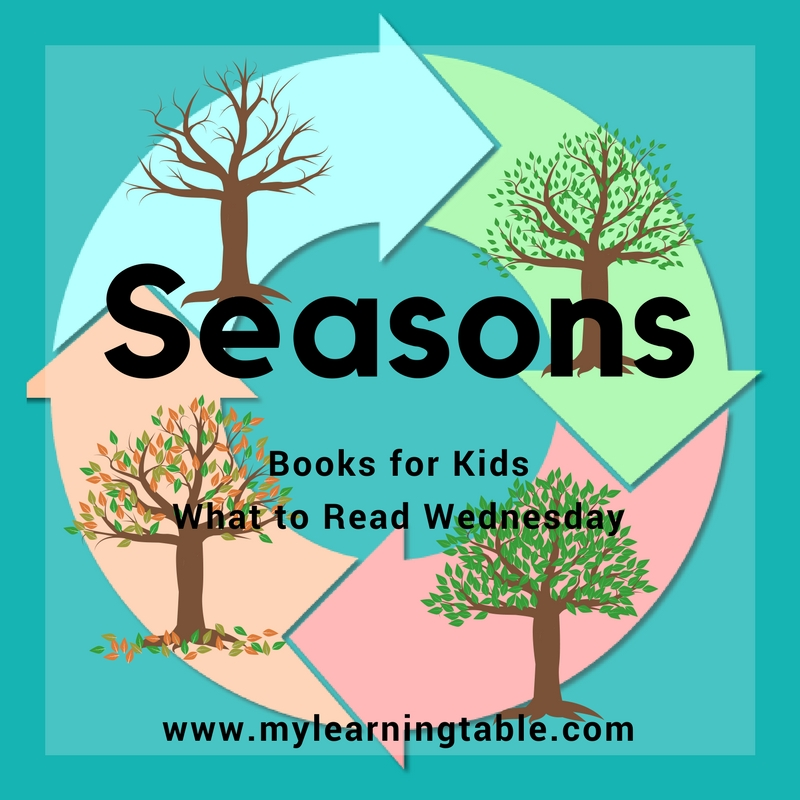 Seasons
Books for Kids
What to Read Wednesday
www.mylearningtable.com